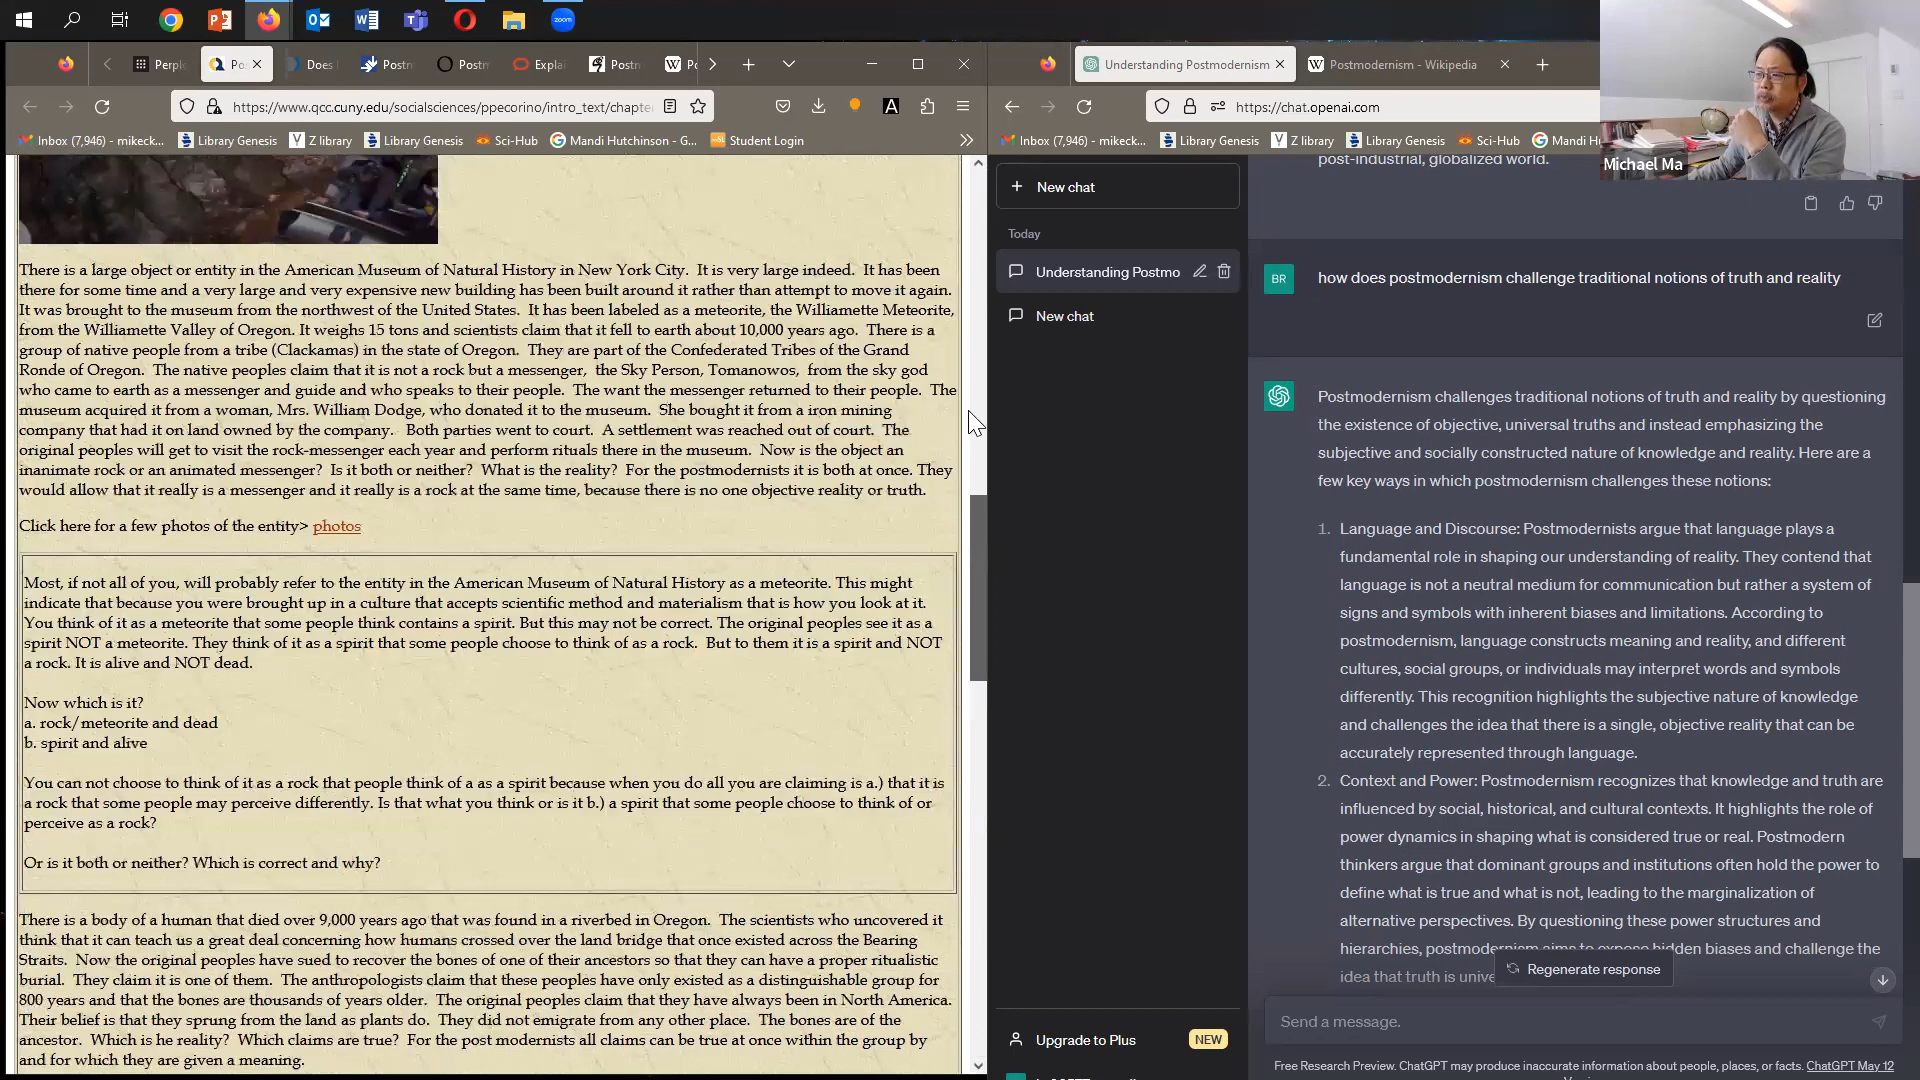 Perple
Po
Does
Postm
Postm
Expla
Postn
Po
Understanding Postmodernism
Postmodernism - Wikipedia
https://www.qcc.cuny.edu/socialsciences/ppecorino/intro_text/chapte
https://chat.openai.com
Inbox (7,946) - mikeck...
Library Genesis
Z library
Library Genesis
Sci-Hub
Mandi Hutchinson - G...
Student Login
Inbox (7,946) - mikeck...
Library Genesis
Z library
Library Genesis
Sci-Hub
Mandi H
Michael Ma
There is a large object or entity in the American Museum of Natural History in New York City. It is very large indeed. It has been
there for some time and a very large and very expensive new building has been built around it rather than attempt to move it again.
It was brought to the museum from the northwest of the United States. It has been labeled as a meteorite, the Williamette Meteorite,
from the Williamette Valley of Oregon. It weighs 15 tons and scientists claim that it fell to earth about 10,000 years ago. There is a
group of native people from a tribe (Clackamas) in the state of Oregon. They are part of the Confederated Tribes of the Grand
Ronde of Oregon. The native peoples claim that it is not a rock but a messenger, the Sky Person, Tomanowos, from the sky god
who came to earth as a messenger and guide and who speaks to their people. The want the messenger returned to their people. The
museum acquired it from a woman, Mrs. William Dodge, who donated it to the museum. She bought it from a iron mining
company that had it on land owned by the company. Both parties went to court. A settlement was reached out of court. The
original peoples will get to visit the rock-messenger each year and perform rituals there in the museum. Now is the object an
inanimate rock or an animated messenger? Is it both or neither? What is the reality? For the postmodernists it is both at once. They
would allow that it really is a messenger and it really is a rock at the same time, because there is no one objective reality or truth.
Click here for a few photos of the entity> photos
Most, if not all of you, will probably refer to the entity in the American Museum of Natural History as a meteorite. This might
indicate that because you were brought up in a culture that accepts scientific method and materialism that is how you look at it.
You think of it as a meteorite that some people think contains a spirit. But this may not be correct. The original peoples see it as a
spirit NOT a meteorite. They think of it as a spirit that some people choose to think of as a rock. But to them it is a spirit and NOT
a rock. It is alive and NOT dead.
Now which is it?
a. rock/meteorite and dead
b. spirit and alive
You can not choose to think of it as a rock that people think of a as a spirit because when you do all you are claiming is a.) that it is
a rock that some people may perceive differently. Is that what you think or is it b.) a spirit that some people choose to think of or
perceive as a rock?
Or is it both or neither? Which is correct and why?
There is a body of a human that died over 9,000 years ago that was found in a riverbed in Oregon. The scientists who uncovered it
think that it can teach us a great deal concerning how humans crossed over the land bridge that once existed across the Bearing
Straits. Now the original peoples have sued to recover the bones of one of their ancestors so that they can have a proper ritualistic
burial. They claim it is one of them. The anthropologists claim that these peoples have only existed as a distinguishable group for
800 years and that the bones are thousands of years older. The original peoples claim that they have always been in North America.
Their belief is that they sprung from the land as plants do. They did not emigrate from any other place. The bones are of the
ancestor. Which is he reality? Which claims are true? For the post modernists all claims can be true at once within the group by
and for which they are given a meaning.
New chat
Today
Understanding Postmo
New chat
Upgrade to Plus
NEW
post-industrial, globalized world.
BR
how does postmodernism challenge traditional notions of truth and reality
Postmodernism challenges traditional notions of truth and reality by questioning
the existence of objective, universal truths and instead emphasizing the
subjective and socially constructed nature of knowledge and reality. Here are a
few key ways in which postmodernism challenges these notions:
1. Language and Discourse: Postmodernists argue that language plays a
fundamental role in shaping our understanding of reality. They contend that
language is not a neutral medium for communication but rather a system of
signs and symbols with inherent biases and limitations. According to
postmodernism, language constructs meaning and reality, and different
cultures, social groups, or individuals may interpret words and symbols
differently. This recognition highlights the subjective nature of knowledge
and challenges the idea that there is a single, objective reality that can be
accurately represented through language.
2. Context and Power: Postmodernism recognizes that knowledge and truth are
influenced by social, historical, and cultural contexts. It highlights the role of
power dynamics in shaping what is considered true or real. Postmodern
thinkers argue that dominant groups and institutions often hold the power to
define what is true and what is not, leading to the marginalization of
alternative perspectives. By questioning these power structures and
hierarchies, postmodernism aims to expose hidden biases and challenge the
idea that truth is unive
Regenerate response
Send a message.
Free Research Preview. ChatGPT may produce inaccurate information about people, places, or facts. ChatGPT May 12